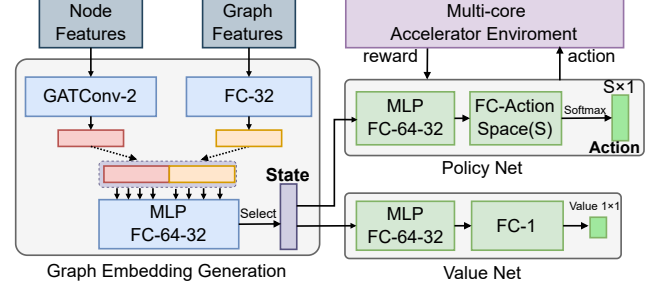 Node
Features
Graph
Features
Multi-core
Accelerator Enviroment
reward
action
GATConv-2
FC-32
MLP
FC-64-32
FC-Action
Space(S)
Softmax
S×1
Action
Policy Net
State
MLP
FC-64-32
Select
MLP
FC-64-32
FC-1
Value 1×1
Graph Embedding Generation
Value Net